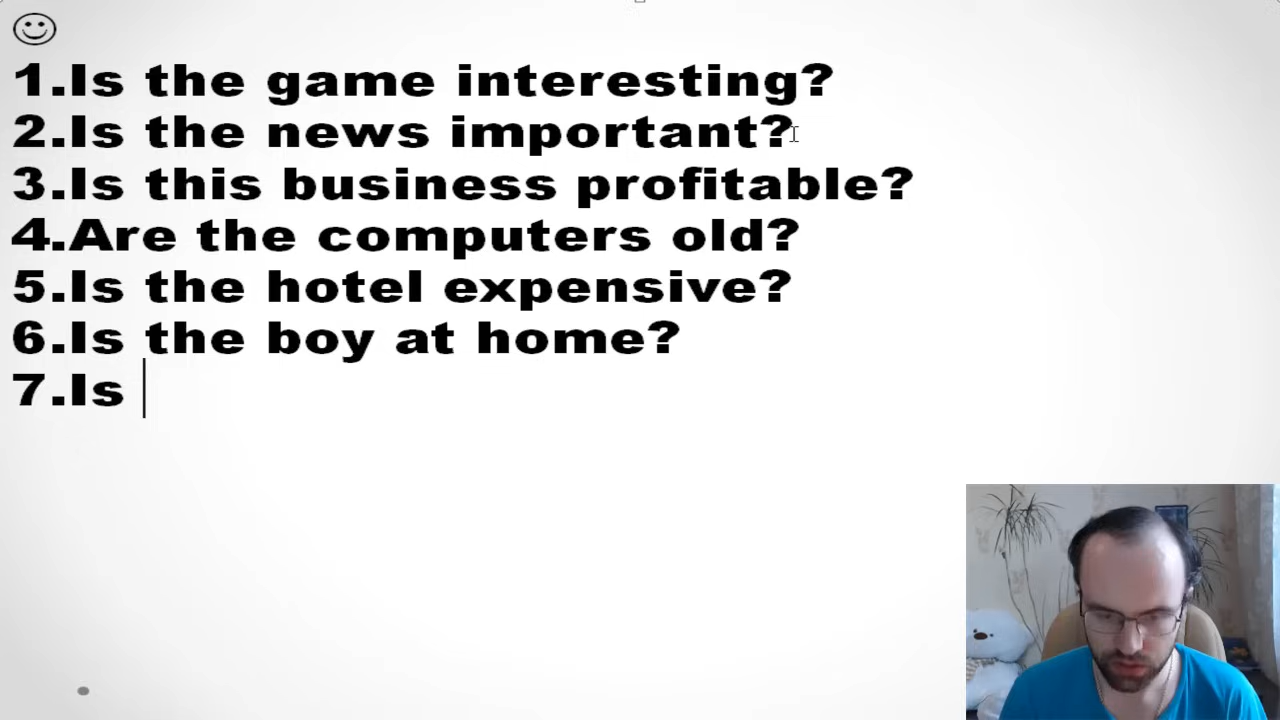 1.Is the game interesting?
2.Is the news important?
3.Is this business profitable?
4.Are the computers old?
5.Is the hotel expensive?
6.Is the boy at home?
7.Is